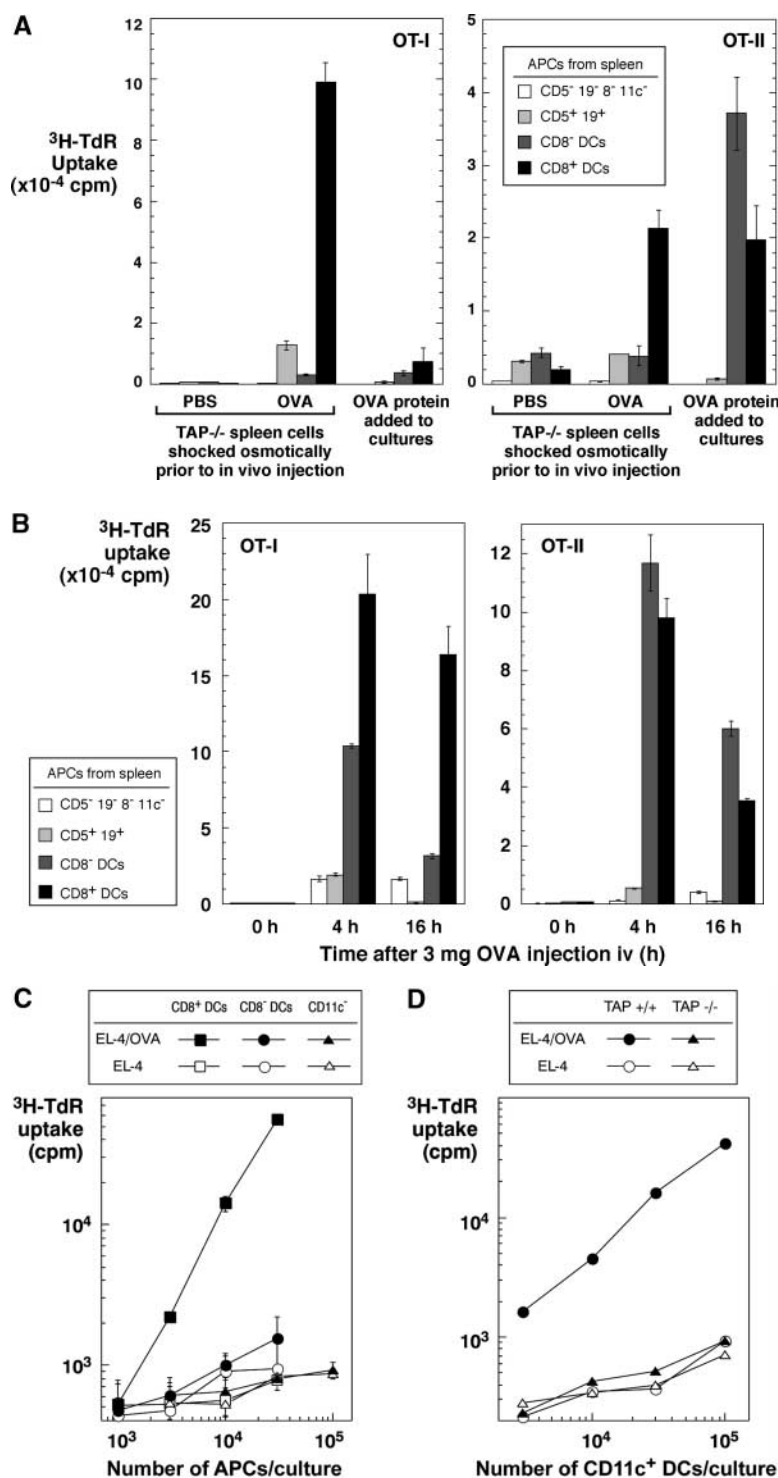 A
OT-I
OT-II
³H-TdR
Uptake
(x10⁻⁴ cpm)
12
10
8
6
4
2
0
5
4
3
2
1
0
APCs from spleen
CD5⁻ 19⁻ 8⁻ 11c⁻
CD5⁺ 19⁺
CD8⁻ DCs
CD8⁺ DCs
PBS
OVA
OVA protein
added to
cultures
TAP-/- spleen cells
shocked osmotically
prior to in vivo injection
PBS
OVA
OVA protein
added to
cultures
TAP-/- spleen cells
shocked osmotically
prior to in vivo injection
B
³H-TdR
uptake
(x10⁻⁴ cpm)
OT-I
OT-II
25
20
15
10
5
0
12
10
8
6
4
2
0
APCs from spleen
CD5⁻ 19⁻ 8⁻ 11c⁻
CD5⁺ 19⁺
CD8⁻ DCs
CD8⁺ DCs
0 h 4 h 16 h
0 h 4 h 16 h
Time after 3 mg OVA injection iv (h)
C
CD8⁺ DCs CD8⁻ DCs CD11c⁻
EL-4/OVA
EL-4
³H-TdR
uptake
(cpm)
10⁴
10³
10³ 10⁴ 10⁵
Number of APCs/culture
D
TAP +/+ TAP -/-
EL-4/OVA
EL-4
³H-TdR
uptake
(cpm)
10⁴
10³
10⁴ 10⁵
Number of CD11c⁺ DCs/culture